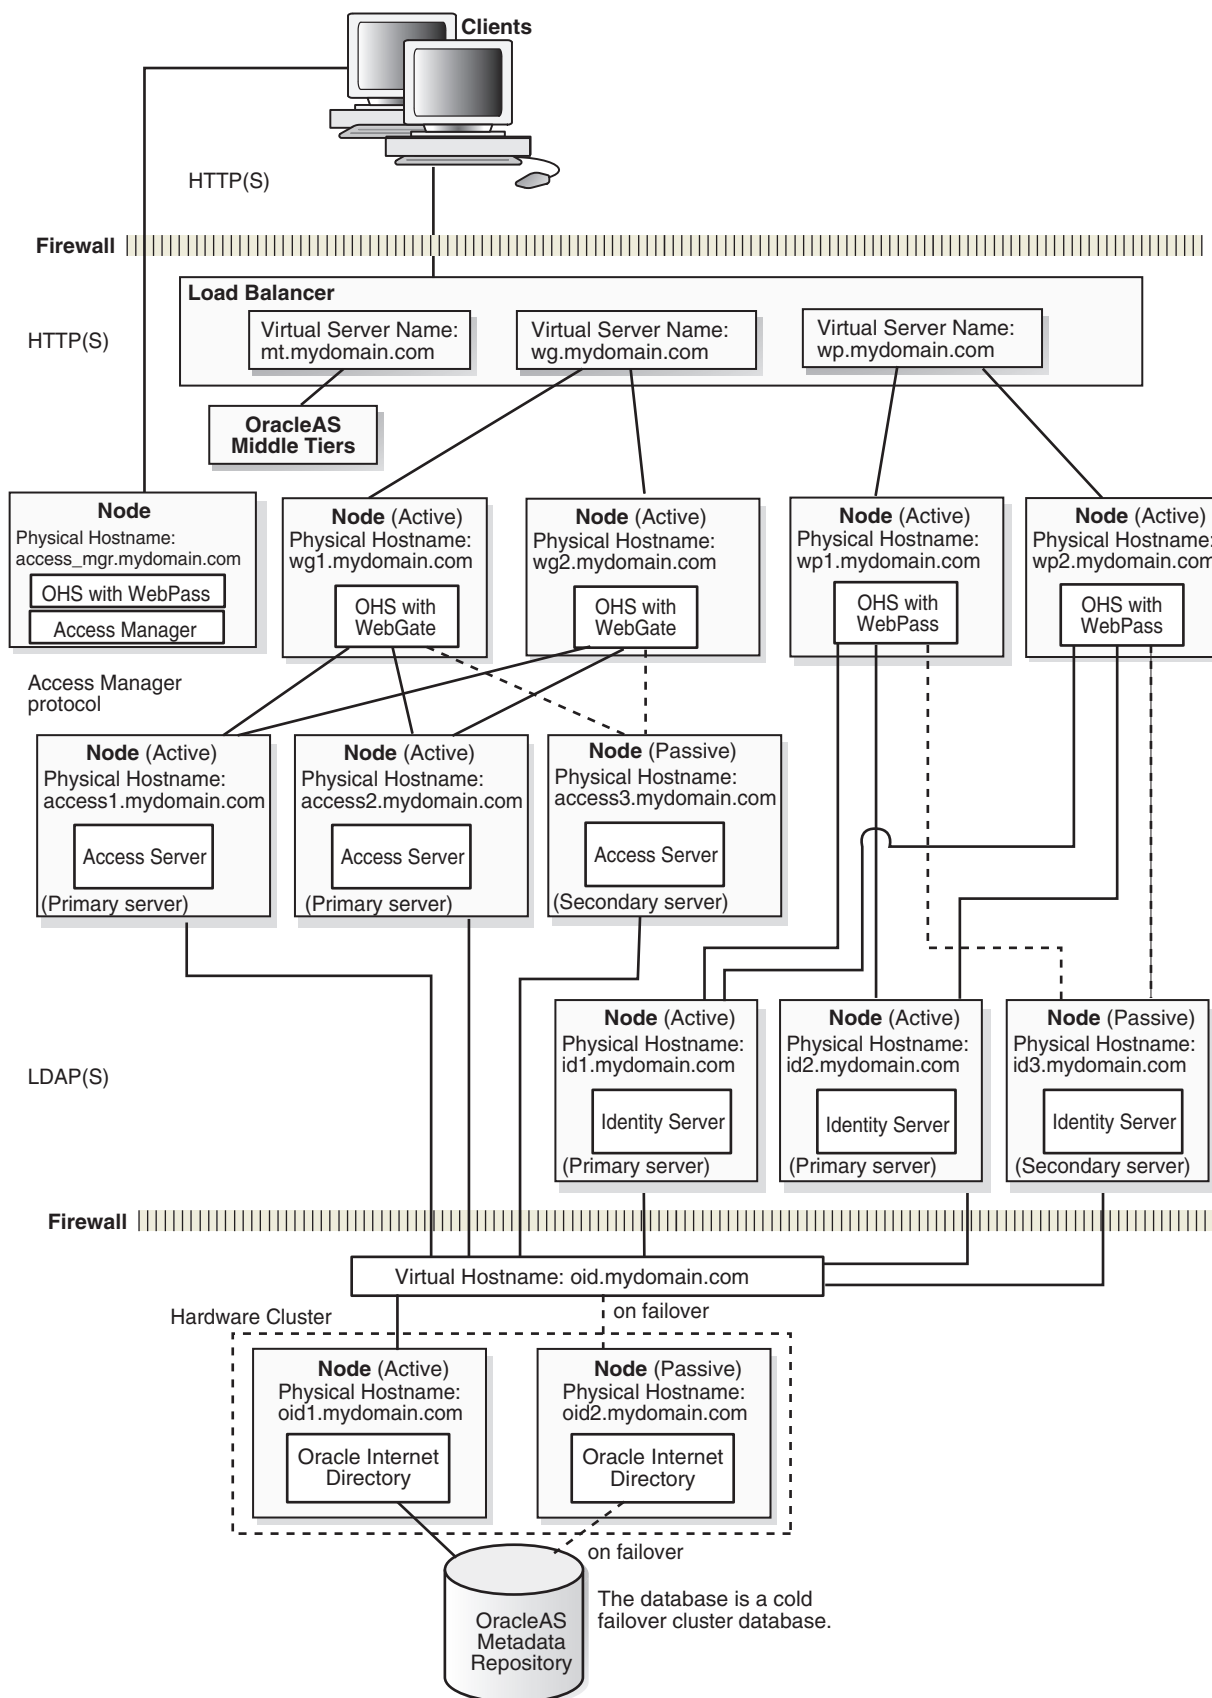 Clients
HTTP(S)
Firewall
Load Balancer
Virtual Server Name:
mt.mydomain.com
Virtual Server Name:
wg.mydomain.com
Virtual Server Name:
wp.mydomain.com
HTTP(S)
OracleAS
Middle Tiers
Node
Physical Hostname:
access_mgr.mydomain.com
OHS with WebPass
Access Manager
Node (Active)
Physical Hostname:
wg1.mydomain.com
OHS with
WebGate
Node (Active)
Physical Hostname:
wg2.mydomain.com
OHS with
WebGate
Node (Active)
Physical Hostname:
wp1.mydomain.com
OHS with
WebPass
Node (Active)
Physical Hostname:
wp2.mydomain.com
OHS with
WebPass
Access Manager
protocol
Node (Active)
Physical Hostname:
access1.mydomain.com
Access Server
(Primary server)
Node (Active)
Physical Hostname:
access2.mydomain.com
Access Server
(Primary server)
Node (Passive)
Physical Hostname:
access3.mydomain.com
Access Server
(Secondary server)
LDAP(S)
Node (Active)
Physical Hostname:
id1.mydomain.com
Identity Server
(Primary server)
Node (Active)
Physical Hostname:
id2.mydomain.com
Identity Server
(Primary server)
Node (Passive)
Physical Hostname:
id3.mydomain.com
Identity Server
(Secondary server)
Firewall
Virtual Hostname: oid.mydomain.com
Hardware Cluster
on failover
Node (Active)
Physical Hostname:
oid1.mydomain.com
Oracle Internet
Directory
Node (Passive)
Physical Hostname:
oid2.mydomain.com
Oracle Internet
Directory
on failover
OracleAS
Metadata
Repository
The database is a cold
failover cluster database.